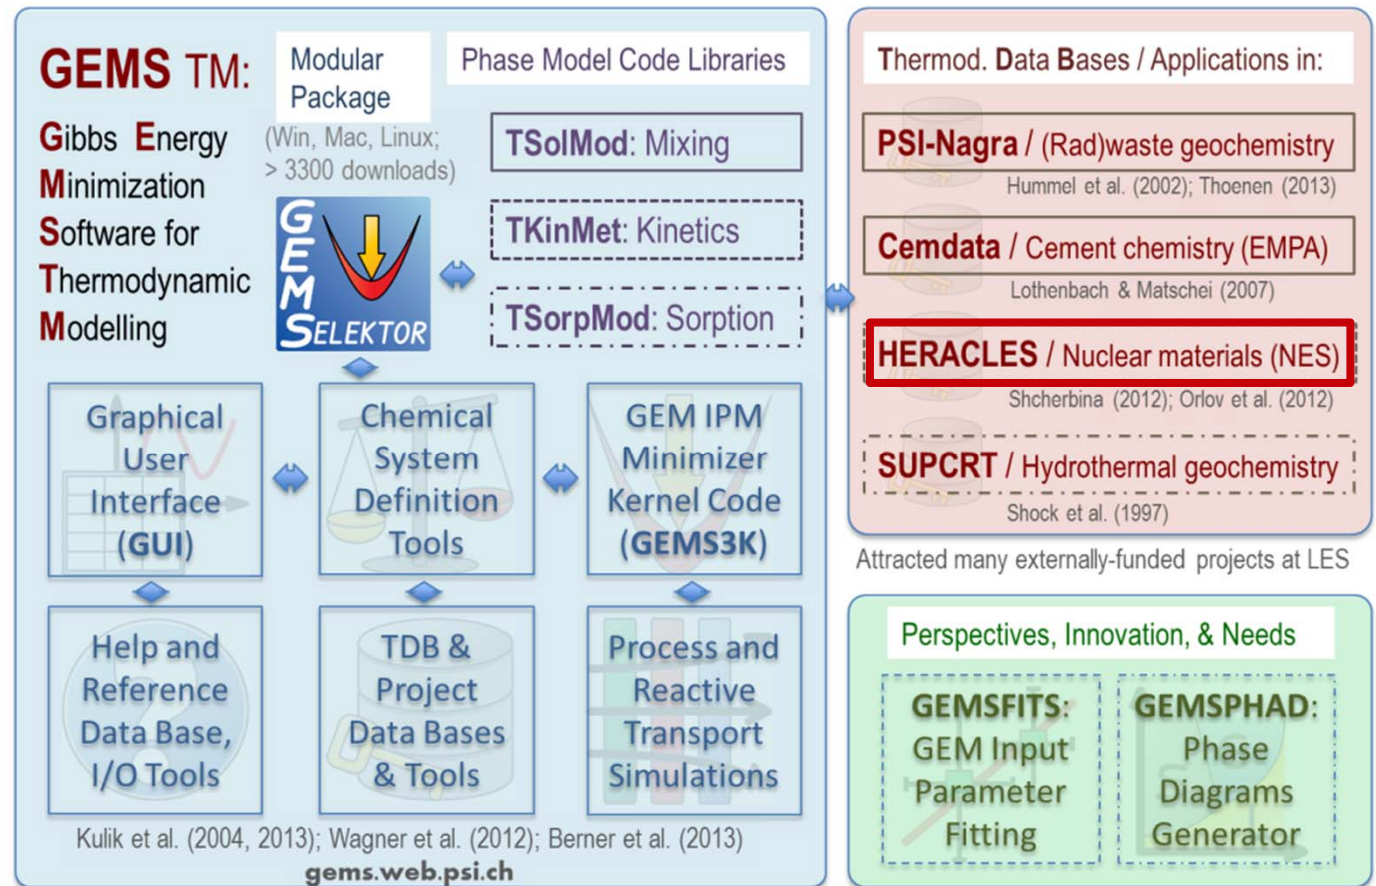 GEMS TM:
Gibbs Energy
Minimization
Software for
Thermodynamic
Modelling
Modular
Package
(Win, Mac, Linux;
> 3300 downloads)
GEMSELEKTOR
Phase Model Code Libraries
TSolMod: Mixing
TKinMet: Kinetics
TSorpMod: Sorption
Graphical
User
Interface
(GUI)
Chemical
System
Definition
Tools
GEM IPM
Minimizer
Kernel Code
(GEMS3K)
Help and
Reference
Data Base,
I/O Tools
TDB &
Project
Data Bases
& Tools
Process and
Reactive
Transport
Simulations
Kulik et al. (2004, 2013); Wagner et al. (2012); Berner et al. (2013)
gems.web.psi.ch
Thermod. Data Bases / Applications in:
PSI-Nagra / (Rad)waste geochemistry
Hummel et al. (2002); Thoenen (2013)
Cemdata / Cement chemistry (EMPA)
Lothenbach & Matschei (2007)
HERACLES / Nuclear materials (NES)
Shcherbina (2012); Orlov et al. (2012)
SUPCRT / Hydrothermal geochemistry
Shock et al. (1997)
Attracted many externally-funded projects at LES
Perspectives, Innovation, & Needs
GEMSFITS:
GEM Input
Parameter
Fitting
GEMSPHAD:
Phase
Diagrams
Generator